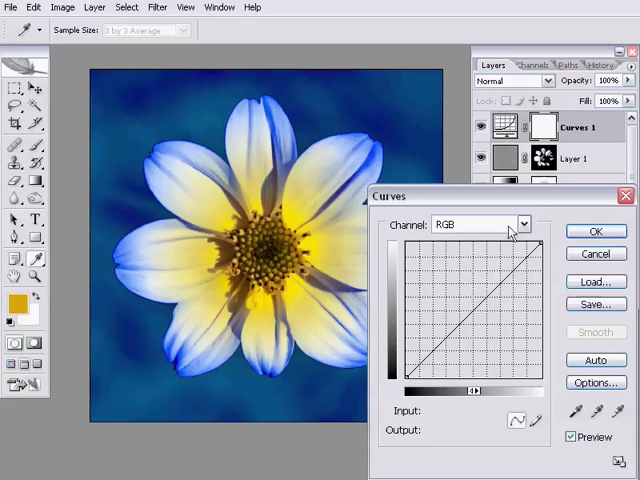 File Edit Image Layer Select Filter View Window Help
Sample Size: 3 by 3 Average
Layers Channels Paths History
Normal Opacity: 100%
Lock: Fill: 100%
Curves 1
Layer 1
Curves
Channel: RGB
OK
Cancel
Load...
Save...
Smooth
Auto
Options...
Input:
Output:
Preview